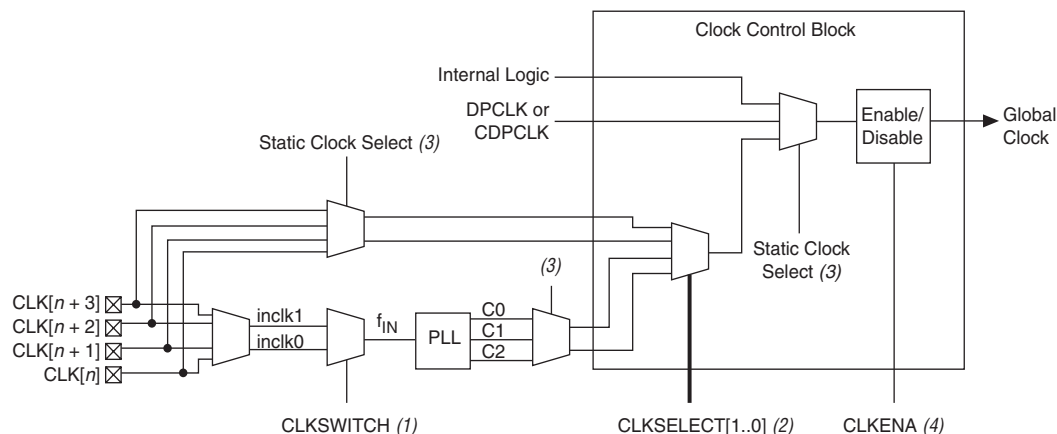 Clock Control Block
Internal Logic
DPCLK or
CDPCLK
Enable/
Disable
Global
Clock
Static Clock Select (3)
Static Clock
Select (3)
(3)
CLK[n + 3]
CLK[n + 2]
CLK[n + 1]
CLK[n]
inclk1
inclk0
fIN
PLL
C0
C1
C2
CLKSWITCH (1)
CLKSELECT[1..0] (2)
CLKENA (4)